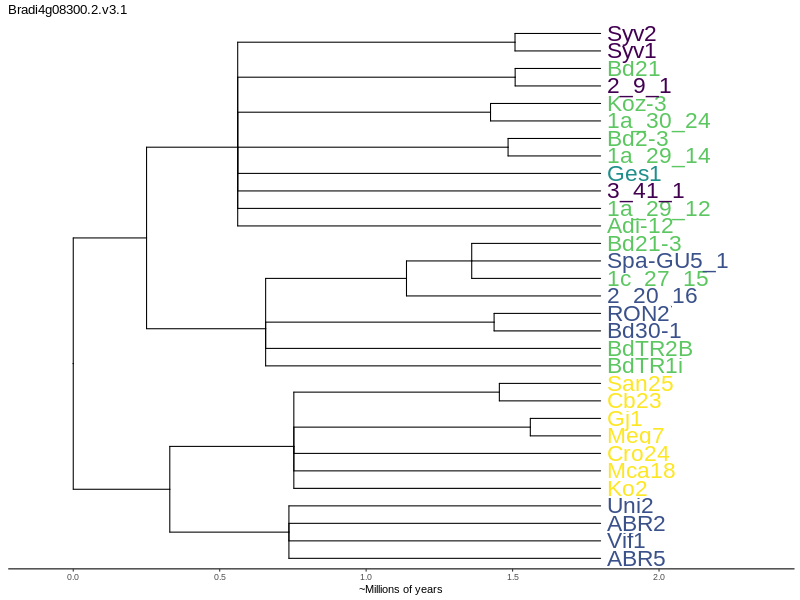 Bradi4g08300.2.v3.1
Syv2
Syv1
Bd21
2_9_1
Koz-3
1a_30_24
Bd2-3
1a_29_14
Ges1
3_41_1
1a_29_12
Adi-12
Bd21-3
Spa-GU5_1
1c_27_15
2_20_16
RON2
Bd30-1
BdTR2B
BdTR1i
San25
Cb23
Gj1
Meg7
Cro24
Mca18
Ko2
Uni2
ABR2
Vif1
ABR5
0.0 0.5 1.0 1.5 2.0
~Millions of years